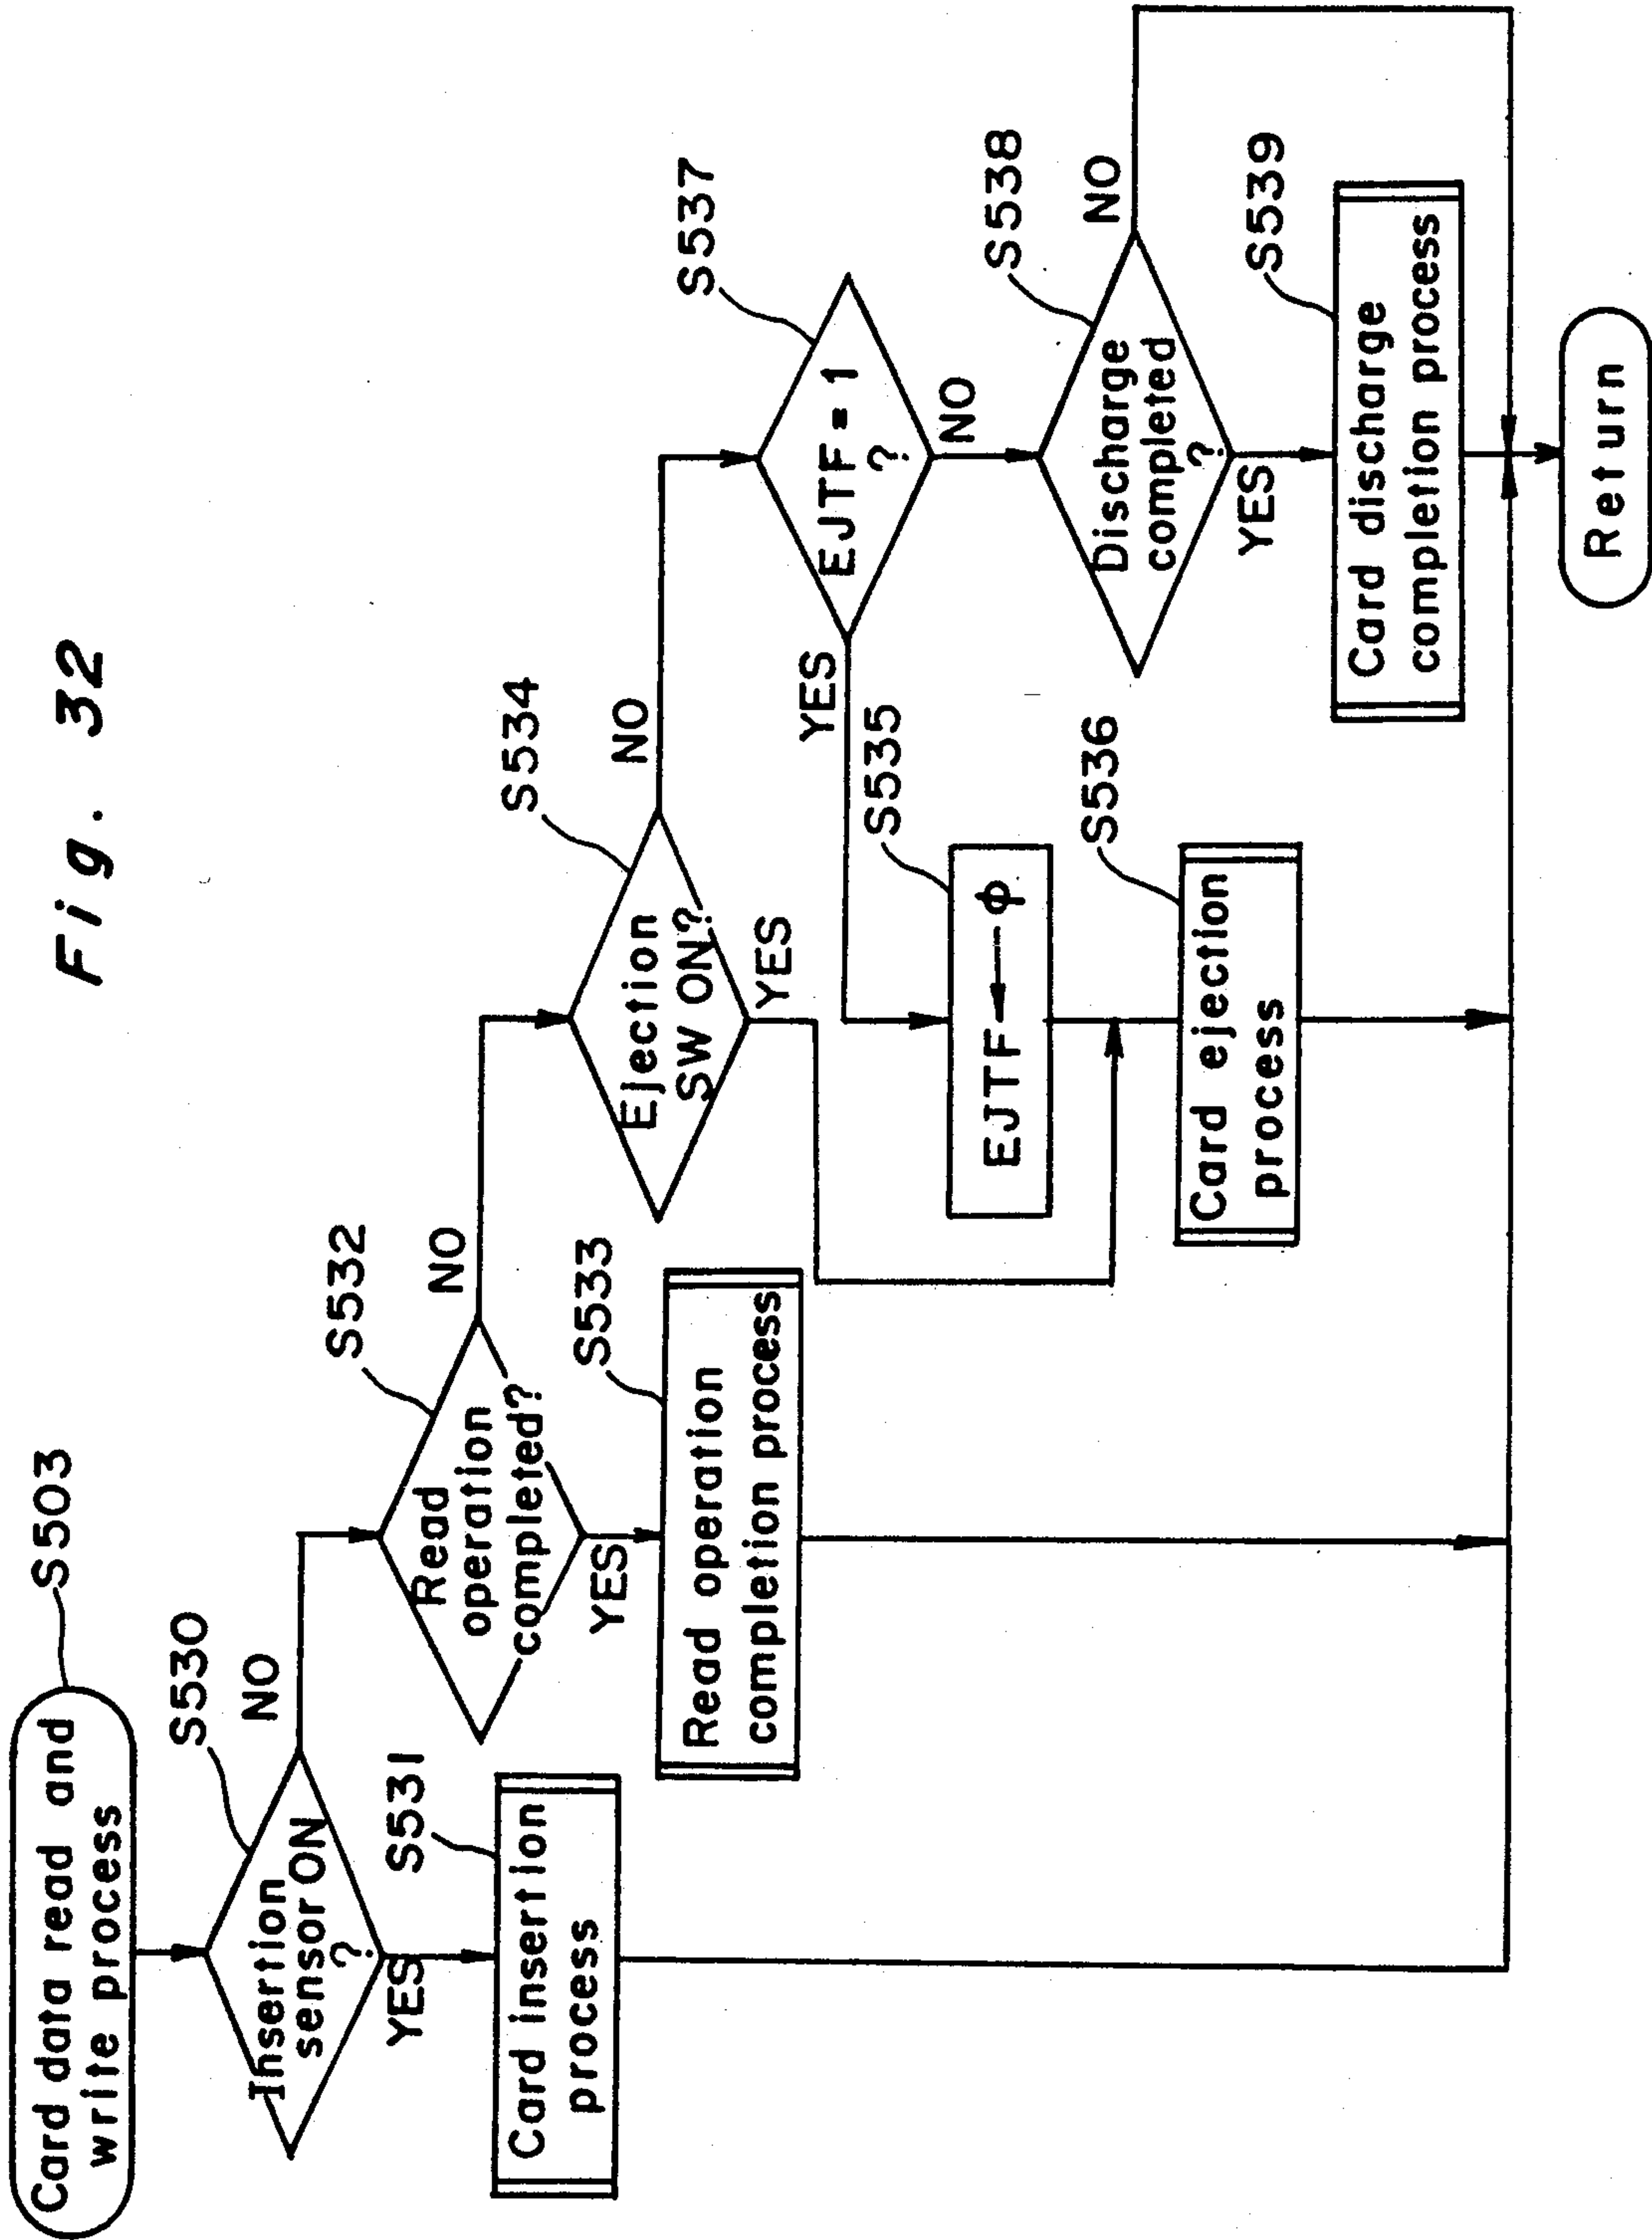 Fig. 32
Card data read and
write process
S503
S530
Insertion
sensor ON
?
NO
YES
S531
Card insertion
process
S532
Read
operation
completed?
NO
YES
S533
Read operation
completion process
S534
Ejection
SW ON?
NO
YES
S537
EJTF = 1
?
YES
NO
S535
EJTF ← φ
S536
Card ejection
process
S538
Discharge
completed
?
NO
YES
S539
Card discharge
completion process
Return